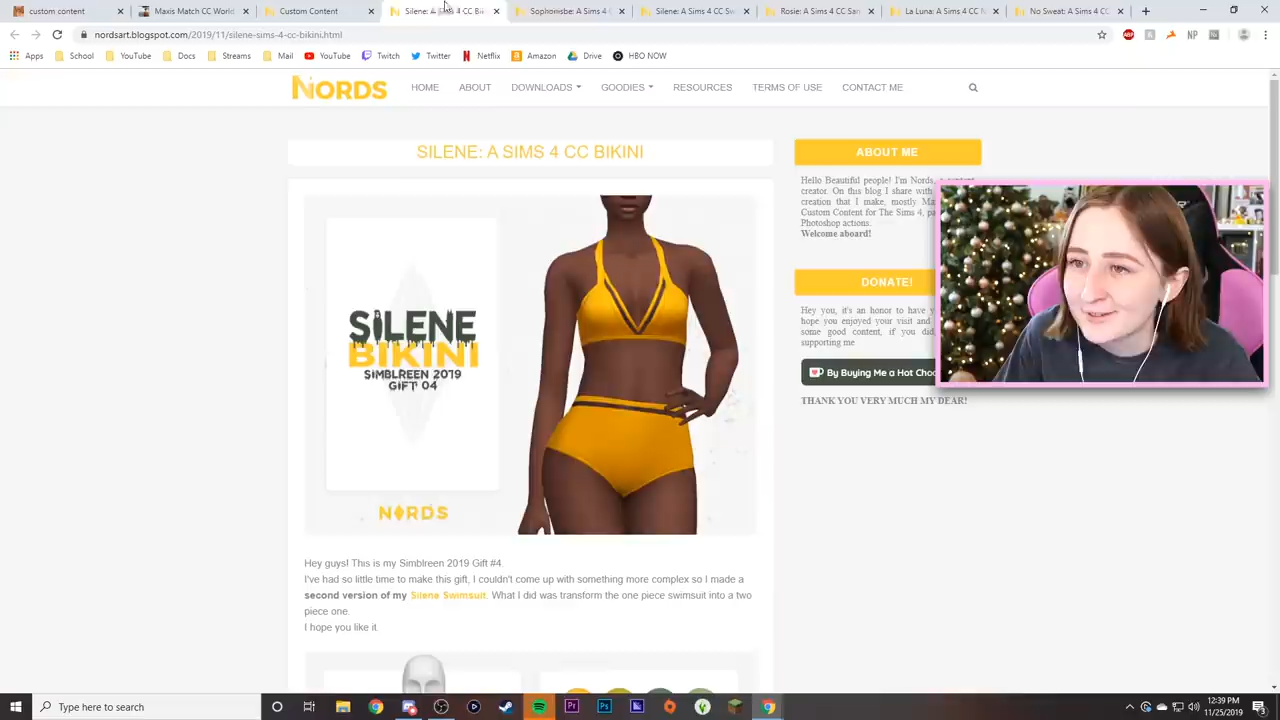 custom content
Maxis Match CC World
Custom Content
Silene: A Sims 4 CC
Sophonisbe: A Sims 4 CC
Silene: A Sims 4 CC Sw
Rosie: A Sims 4 CC San
La Luna: A Sims 4 CC
No Sweat: A Sims 4 CC
nordsart.blogspot.com/2019/11/silene-sims-4-cc-bikini.html
Apps School YouTube Docs Streams Mail YouTube Twitch Twitter Netflix Amazon Drive HBO NOW
NORDS HOME ABOUT DOWNLOADS GOODIES RESOURCES TERMS OF USE CONTACT ME
SILENE: A SIMS 4 CC BIKINI
SILENE
BIKINI
SIMBLREEN 2019
GIFT 04
NORDS
Hey guys! This is my Simblreen 2019 Gift #4.
I've had so little time to make this gift, I couldn't come up with something more complex so I made a
second version of my Silene Swimsuit. What I did was transform the one piece swimsuit into a two
piece one.
I hope you like it.
ABOUT ME
Hello Beautiful people! I'm Nords, a content
creator. On this blog I share with
creation that I make, mostly
Custom Content for The Sims 4,
Photoshop actions.
Welcome aboard!
DONATE!
Hey you, it's an honor to have
hope you enjoyed your visit and
some good content, if you did,
supporting me
By Buying Me a Hot
THANK YOU VERY MUCH MY DEAR!
Type here to search
12:39 PM
11/25/2019